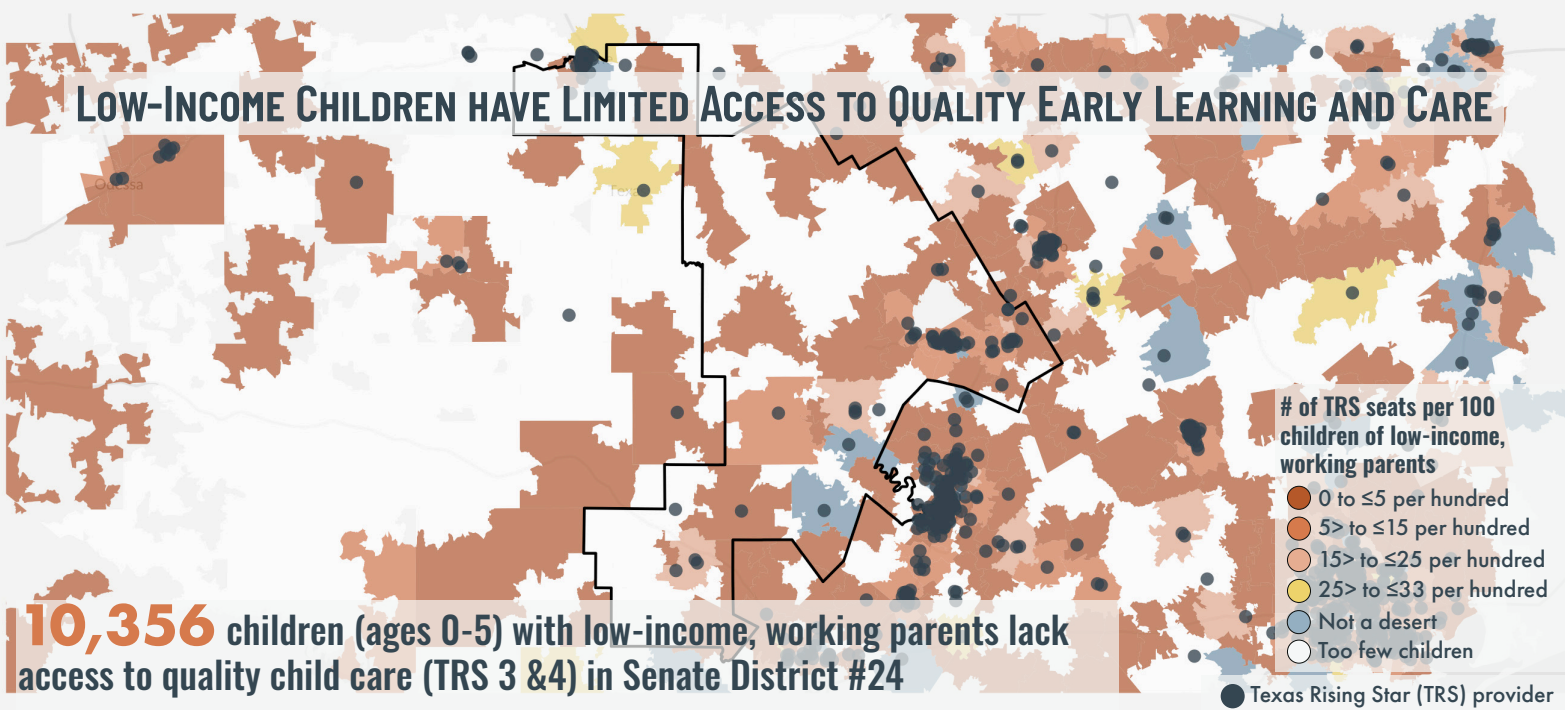 LOW-INCOME CHILDREN HAVE LIMITED ACCESS TO QUALITY EARLY LEARNING AND CARE
Odessa
# of TRS seats per 100
children of low-income,
working parents
0 to ≤5 per hundred
5> to ≤15 per hundred
15> to ≤25 per hundred
25> to ≤33 per hundred
Not a desert
Too few children
Texas Rising Star (TRS) provider
10,356 children (ages 0-5) with low-income, working parents lack
access to quality child care (TRS 3 &4) in Senate District #24